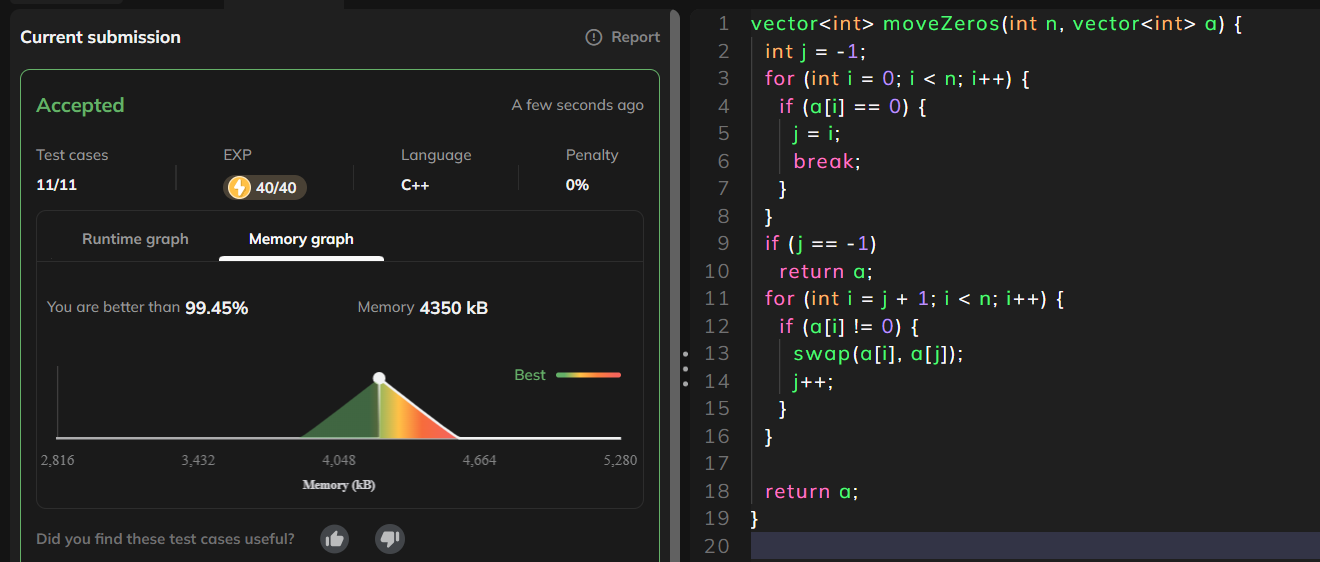 Current submission
Report
Accepted
A few seconds ago
Test cases
EXP
Language
Penalty
11/11
40/40
C++
0%
Runtime graph
Memory graph
You are better than 99.45%
Memory 4350 kB
Best
2,816
3,432
4,048
4,664
5,280
Memory (kB)
Did you find these test cases useful?
1 vector<int> moveZeros(int n, vector<int> a) {
2   int j = -1;
3   for (int i = 0; i < n; i++) {
4     if (a[i] == 0) {
5       j = i;
6       break;
7     }
8   }
9   if (j == -1)
10     return a;
11   for (int i = j + 1; i < n; i++) {
12     if (a[i] != 0) {
13       swap(a[i], a[j]);
14       j++;
15     }
16   }
17
18   return a;
19 }
20